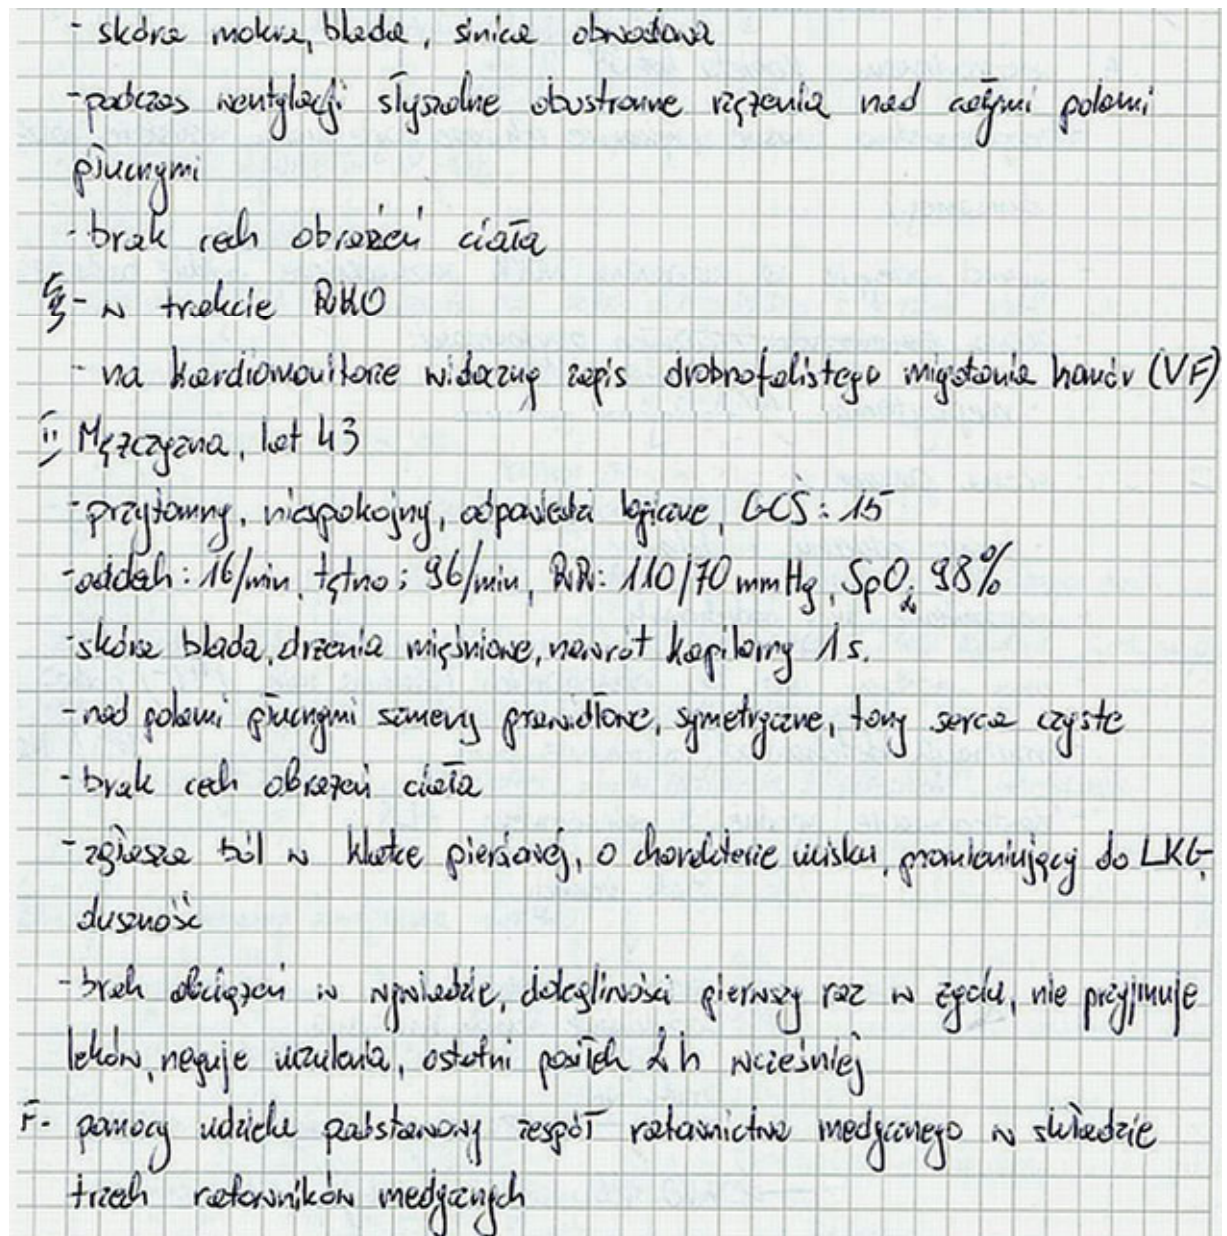 - skóra mokra, blada, sinica obwodowa
- podczas wentylacji słyszalne obustronne rzężenia nad całymi polami
płucnymi
- brak cech obrażeń ciała
- w trakcie RKO
- na kardiomonitorze widoczny zapis drobnofalistego migotania komór (VF)
ii) Mężczyzna, lat 43
- przytomny, niespokojny, odpowiedzi logiczne, GCS: 15
- oddech: 16/min, tętno: 96/min, RR: 110/70 mmHg, SpO2 98%
- skóra blada, drżenia mięśniowe, nawrót kapilarny 1 s.
- nad polami płucnymi szmery prawidłowe, symetryczne, tony serca czyste
- brak cech obrażeń ciała
- zgłasza ból w klatce piersiowej, o charakterze ucisku, promieniujący do LKG,
duszność
- brak obciążeń w wywiadzie, dolegliwości pierwszy raz w życiu, nie przyjmuje
leków, neguje uczulenia, ostatni posiłek 2 h wcześniej
F. pomocy udziela podstawowy zespół ratownictwa medycznego w składzie
trzech ratowników medycznych